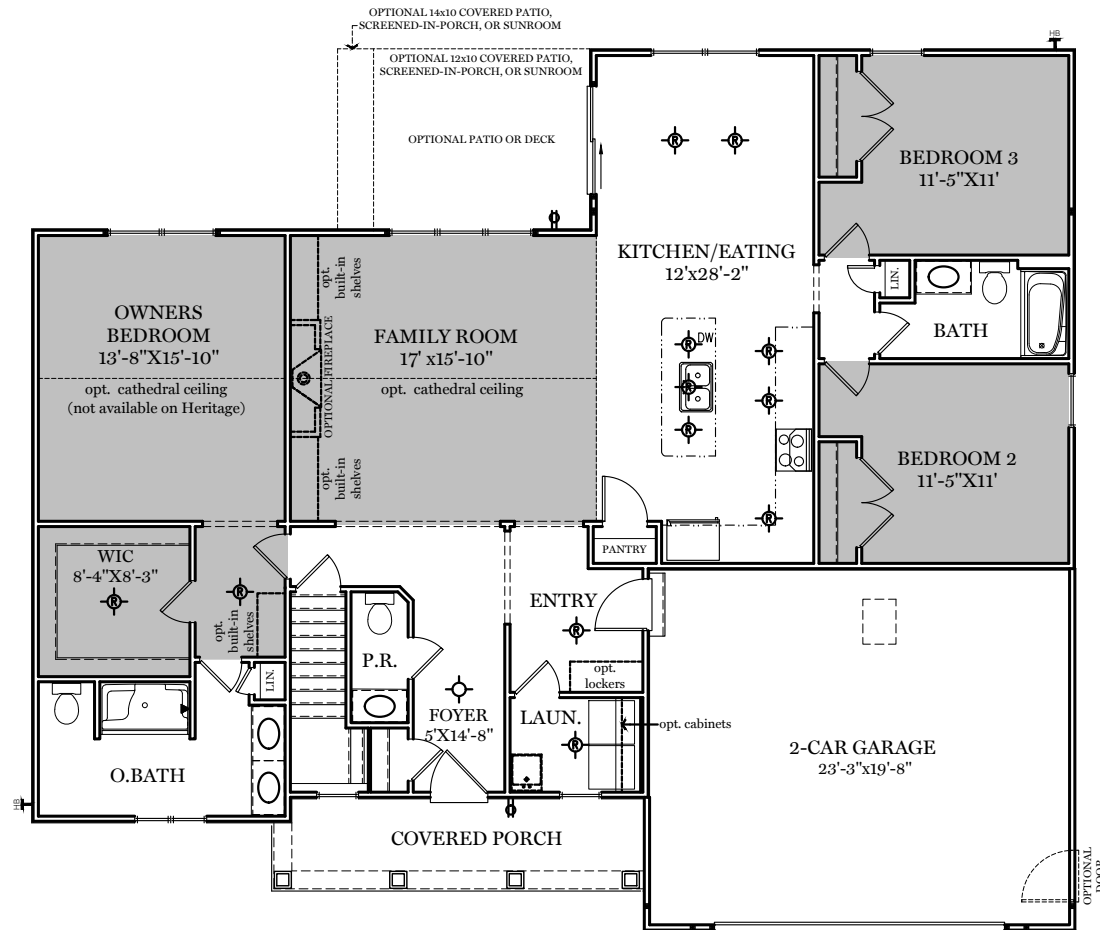 OPTIONAL 14x10 COVERED PATIO,
SCREENED-IN-PORCH, OR SUNROOM
OPTIONAL 12x10 COVERED PATIO,
SCREENED-IN-PORCH, OR SUNROOM
OPTIONAL PATIO OR DECK
HB
R
R
BEDROOM 3
11'-5"X11'
KITCHEN/EATING
12'x28'-2"
LIN.
BATH
OWNERS
BEDROOM
13'-8"X15'-10"
opt. cathedral ceiling
(not available on Heritage)
opt.
built-in
shelves
OPTIONAL FIREPLACE
opt.
built-in
shelves
FAMILY ROOM
17' x15'-10"
opt. cathedral ceiling
DW
R
R
R
R
R
R
BEDROOM 2
11'-5"X11'
PANTRY
WIC
8'-4"X8'-3"
R
R
opt.
built-in
shelves
LIN.
P.R.
ENTRY
R
opt.
lockers
FOYER
5'X14'-8"
LAUN.
R
opt. cabinets
2-CAR GARAGE
23'-3"x19'-8"
O.BATH
HB
COVERED PORCH
OPTIONAL
DOOR